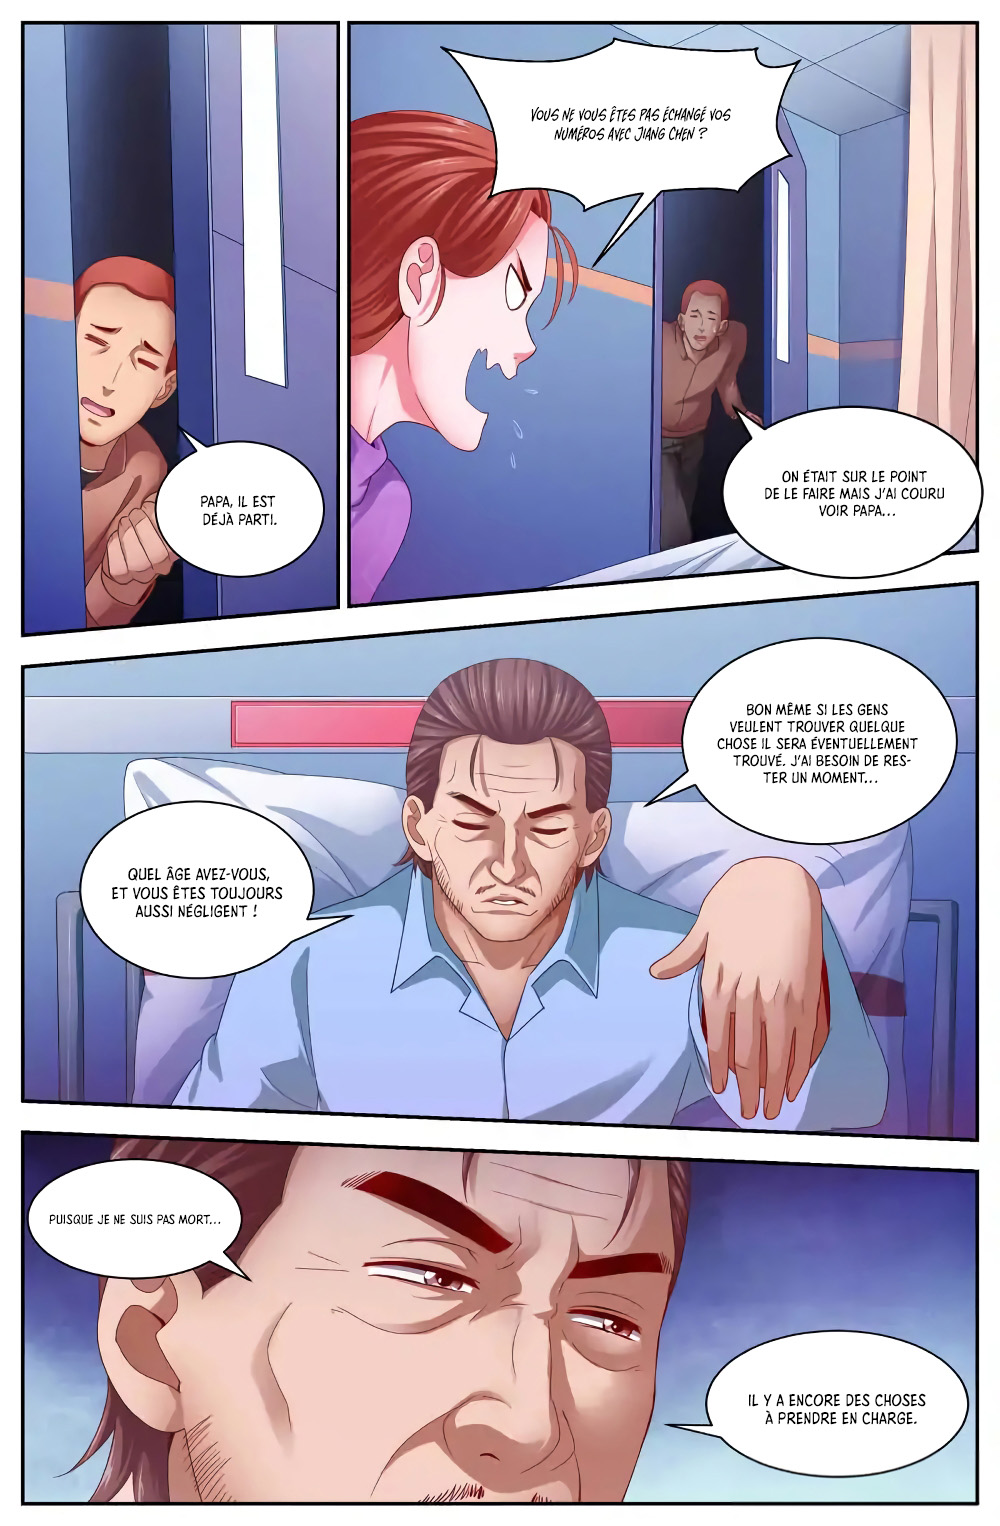 PAPA, IL EST
DÉJÀ PARTI.
VOUS NE VOUS ÊTES PAS ÉCHANGÉ VOS
NUMÉROS AVEC JIANG CHEN ?
ON ÉTAIT SUR LE POINT
DE LE FAIRE MAIS J'AI COURU
VOIR PAPA...
BON MÊME SI LES GENS
VEULENT TROUVER QUELQUE
CHOSE IL SERA ÉVENTUELLEMENT
TROUVÉ. J'AI BESOIN DE RES-
TER UN MOMENT...
QUEL ÂGE AVEZ-VOUS,
ET VOUS ÊTES TOUJOURS
AUSSI NÉGLIGENT !
PUISQUE JE NE SUIS PAS MORT...
IL Y A ENCORE DES CHOSES
À PRENDRE EN CHARGE.